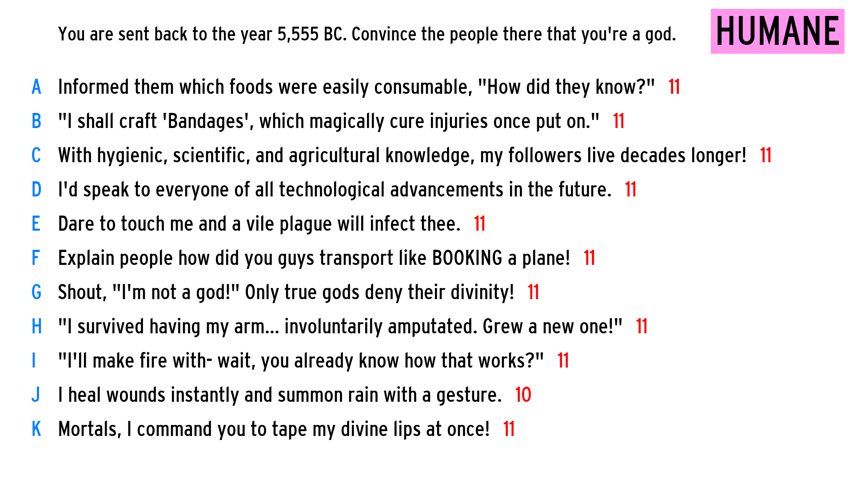 You are sent back to the year 5,555 BC. Convince the people there that you're a god.
HUMANE
A Informed them which foods were easily consumable, "How did they know?" 11
B "I shall craft 'Bandages', which magically cure injuries once put on." 11
C With hygienic, scientific, and agricultural knowledge, my followers live decades longer! 11
D I'd speak to everyone of all technological advancements in the future. 11
E Dare to touch me and a vile plague will infect thee. 11
F Explain people how did you guys transport like BOOKING a plane! 11
G Shout, "I'm not a god!" Only true gods deny their divinity! 11
H "I survived having my arm... involuntarily amputated. Grew a new one!" 11
I "I'll make fire with- wait, you already know how that works?" 11
J I heal wounds instantly and summon rain with a gesture. 10
K Mortals, I command you to tape my divine lips at once! 11